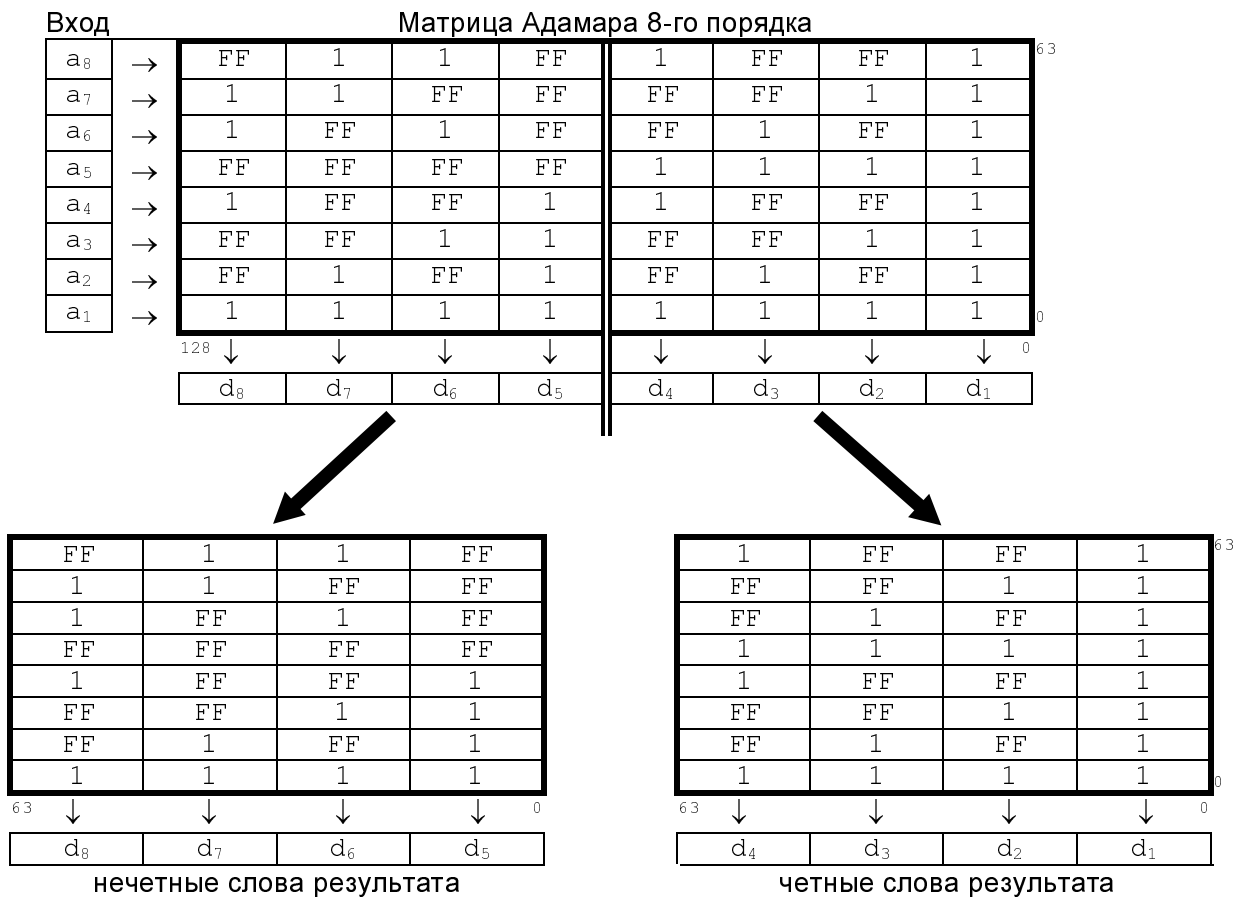 Вход Матрица Адамара 8-го порядка
a₈ → FF 1 1 FF 1 FF FF 1 63
a₇ → 1 1 FF FF FF FF 1 1
a₆ → 1 FF 1 FF FF 1 FF 1
a₅ → FF FF FF FF 1 1 1 1
a₄ → 1 FF FF 1 1 FF FF 1
a₃ → FF FF 1 1 FF FF 1 1
a₂ → FF 1 FF 1 FF 1 FF 1
a₁ → 1 1 1 1 1 1 1 1 0
128 ↓ ↓ ↓ ↓ ↓ ↓ ↓ ↓ 0
d₈ d₇ d₆ d₅ d₄ d₃ d₂ d₁
FF 1 1 FF
1 1 FF FF
1 FF 1 FF
FF FF FF FF
1 FF FF 1
FF FF 1 1
FF 1 FF 1
1 1 1 1
63 ↓ ↓ ↓ ↓ 0
d₈ d₇ d₆ d₅
нечетные слова результата
1 FF FF 1 63
FF FF 1 1
FF 1 FF 1
1 1 1 1
1 FF FF 1
FF FF 1 1
FF 1 FF 1
1 1 1 1 0
63 ↓ ↓ ↓ ↓ 0
d₄ d₃ d₂ d₁
четные слова результата